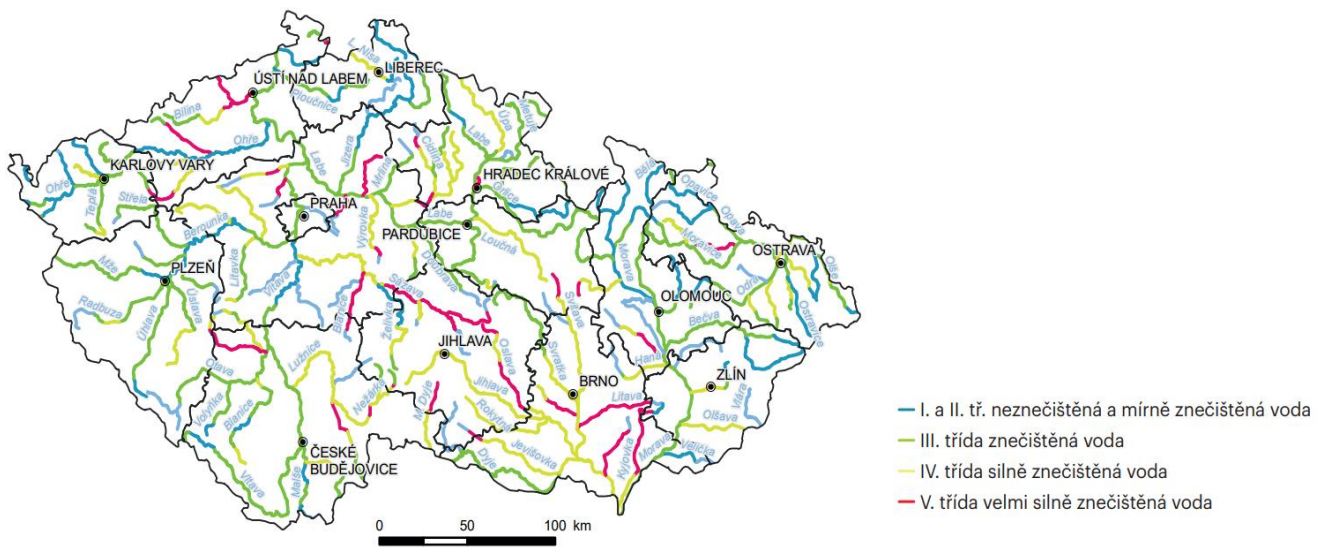 L. Nisa
LIBEREC
ÚSTÍ NAD LABEM
Ploučnice
Bílina
Metuje
Úpa
Ohře
Labe
Cidlina
Jizera
Labe
Mrlina
KARLOVY VARY
Ohře
Teplá
Střela
HRADEC KRÁLOVÉ
Orlice
Bělá
Opavice
Opava
PRAHA
Berounka
Výrovka
Labe
PARDUBICE
Loučná
Moravice
OSTRAVA
Olše
Mže
PLZEŇ
Litavka
Vltava
Doubrava
Morava
Odra
Ostravice
Radbuza
Úslava
Úhlava
Blanice
Sázava
Svitava
OLOMOUC
Bečva
Želivka
JIHLAVA
Lužnice
Otava
Oslava
Svratka
Haná
ZLÍN
Volyňka
Blanice
Nežárka
M. Dyje
Jihlava
Rokytná
BRNO
Litava
Vlára
Olšava
ČESKÉ
BUDĚJOVICE
Vltava
Malše
Jevišovka
Dyje
Kyjovka
Morava
Velička
I. a II. tř. neznečištěná a mírně znečištěná voda
III. třída znečištěná voda
IV. třída silně znečištěná voda
V. třída velmi silně znečištěná voda
0 50 100 km